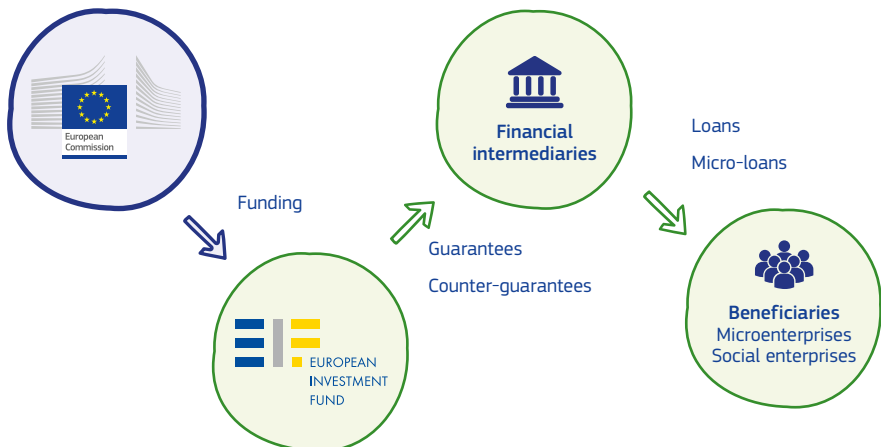 European
Commission
Funding
EUROPEAN
INVESTMENT
FUND
Financial
intermediaries
Guarantees
Counter-guarantees
Loans
Micro-loans
Beneficiaries
Microenterprises
Social enterprises